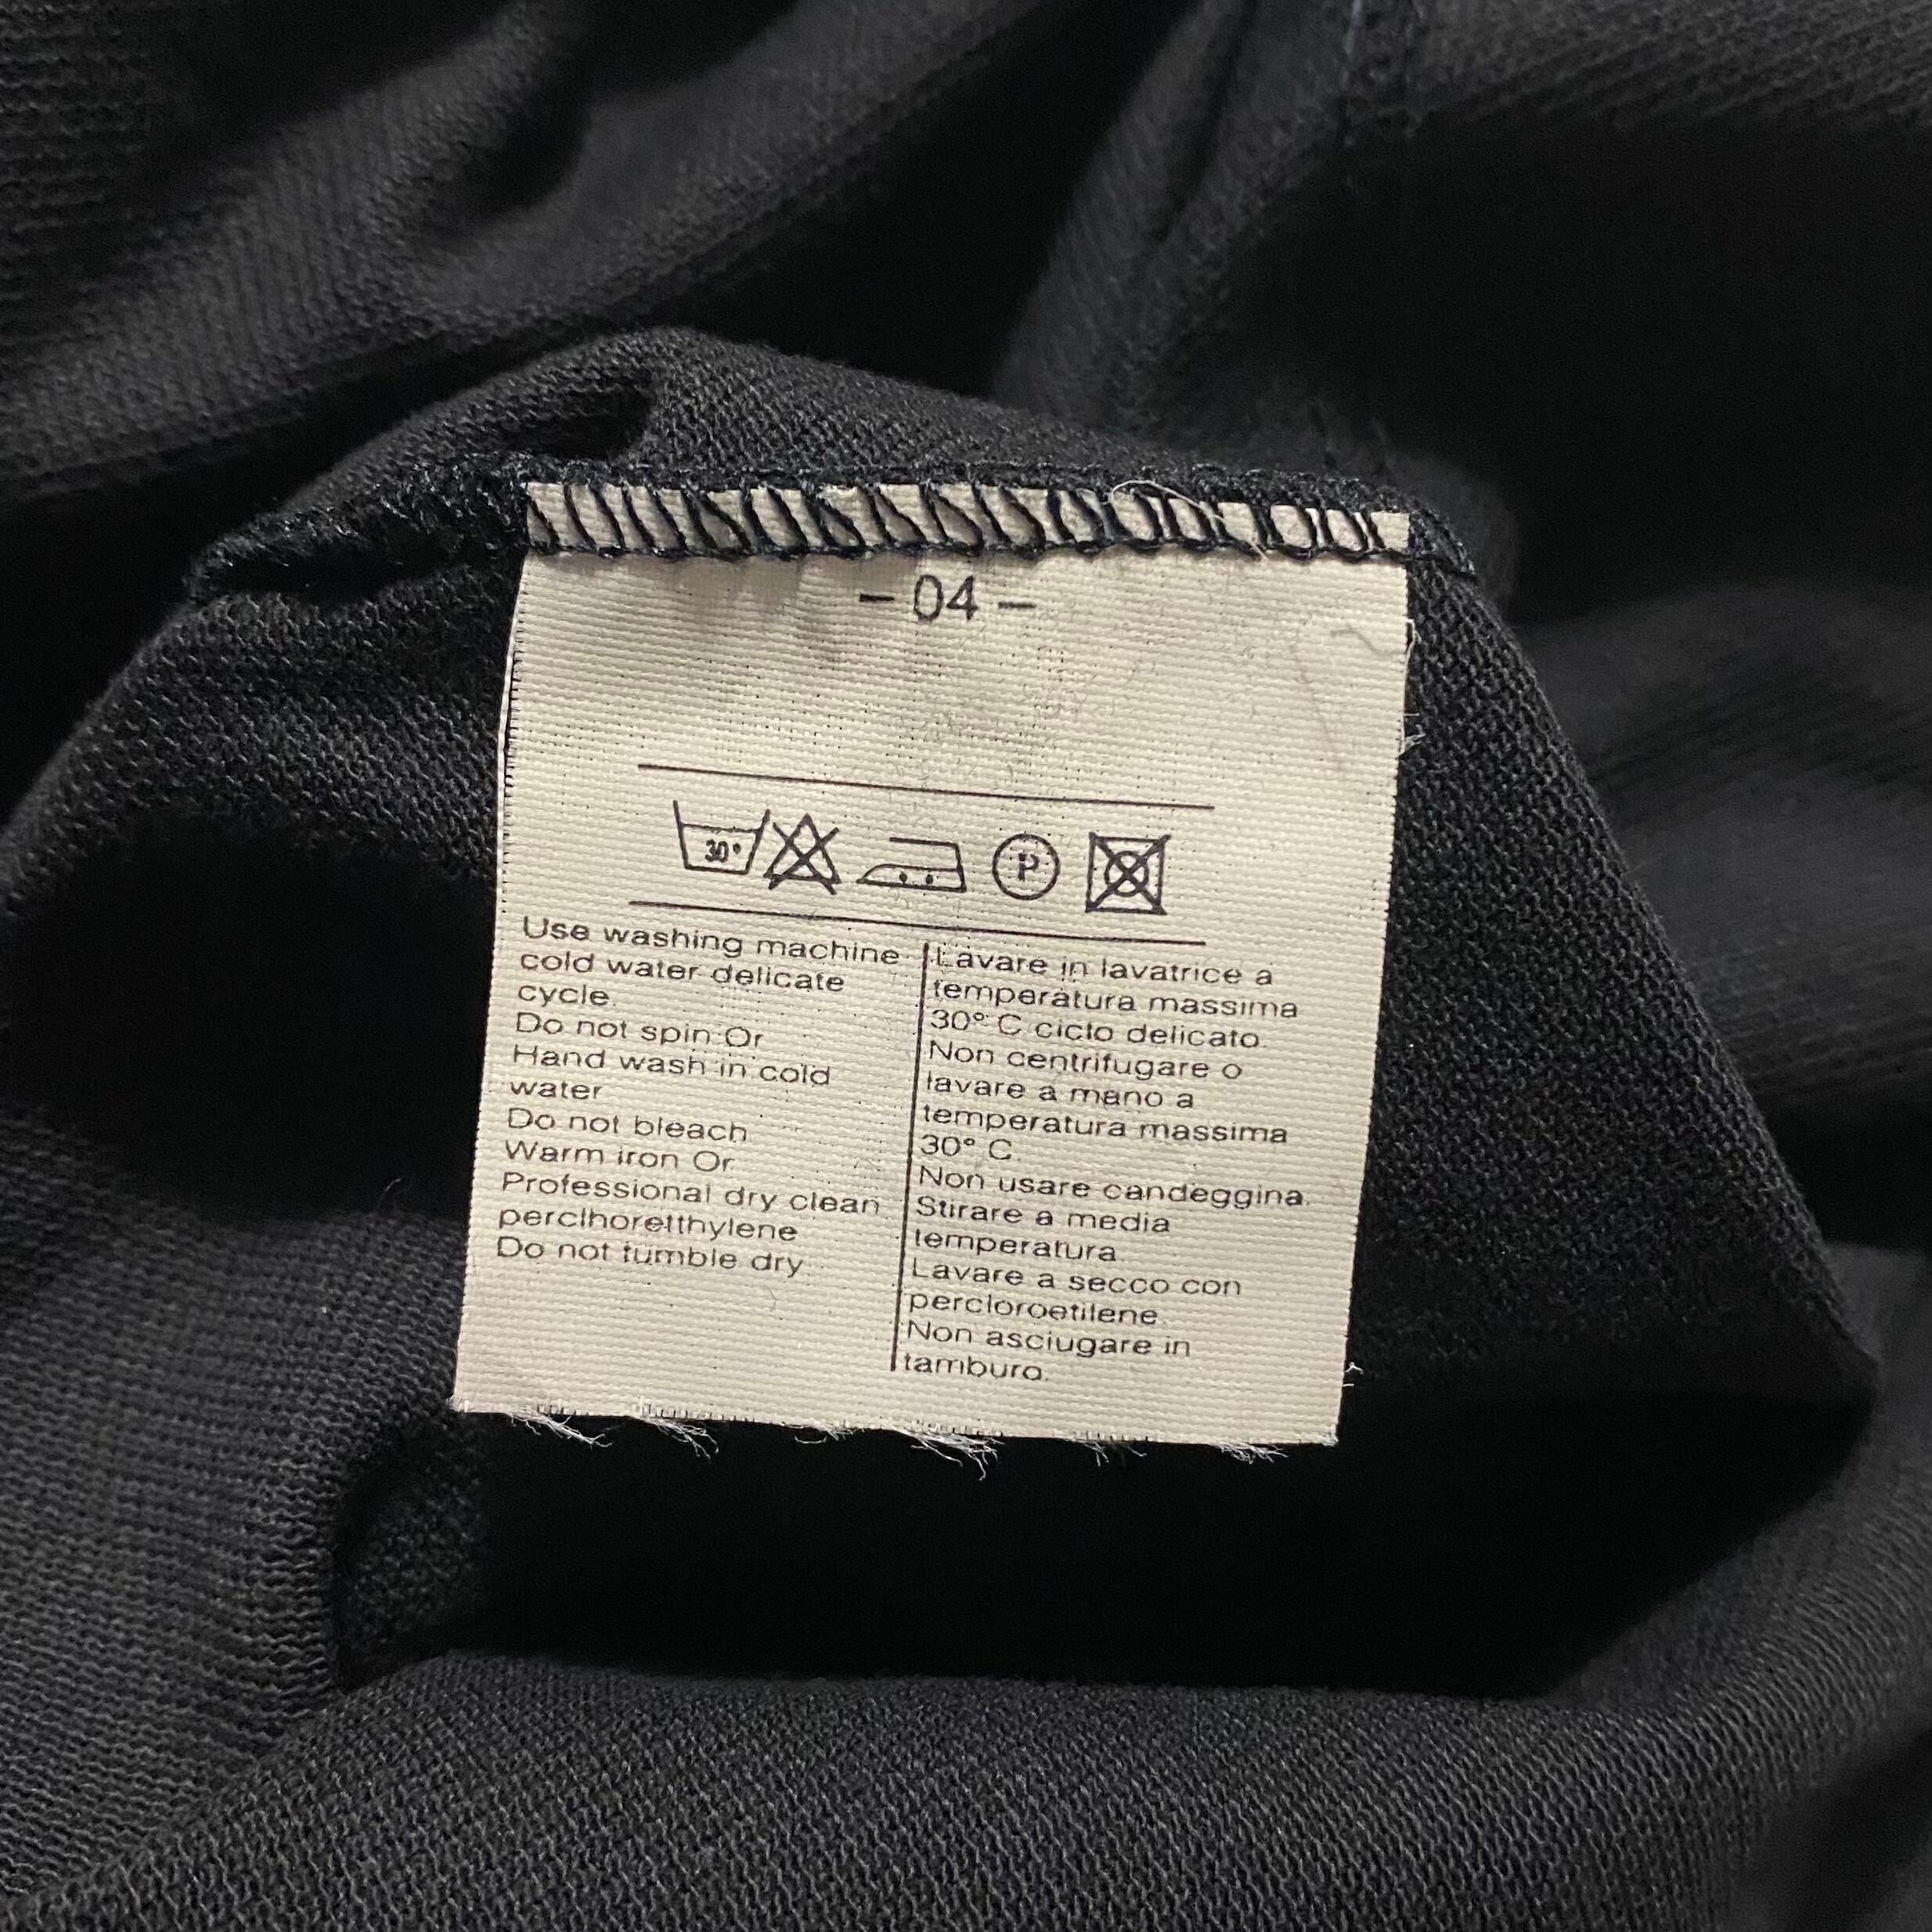 – 04 –
30°
P
Use washing machine
cold water delicate
cycle.
Do not spin Or
Hand wash in cold
water
Do not bleach
Warm iron Or
Professional dry clean
perclhoretthylene
Do not tumble dry
Lavare in lavatrice a
temperatura massima
30° C ciclo delicato.
Non centrifugare o
lavare a mano a
temperatura massima
30° C.
Non usare candeggina.
Stirare a media
temperatura.
Lavare a secco con
percloroetilene.
Non asciugare in
tamburo.